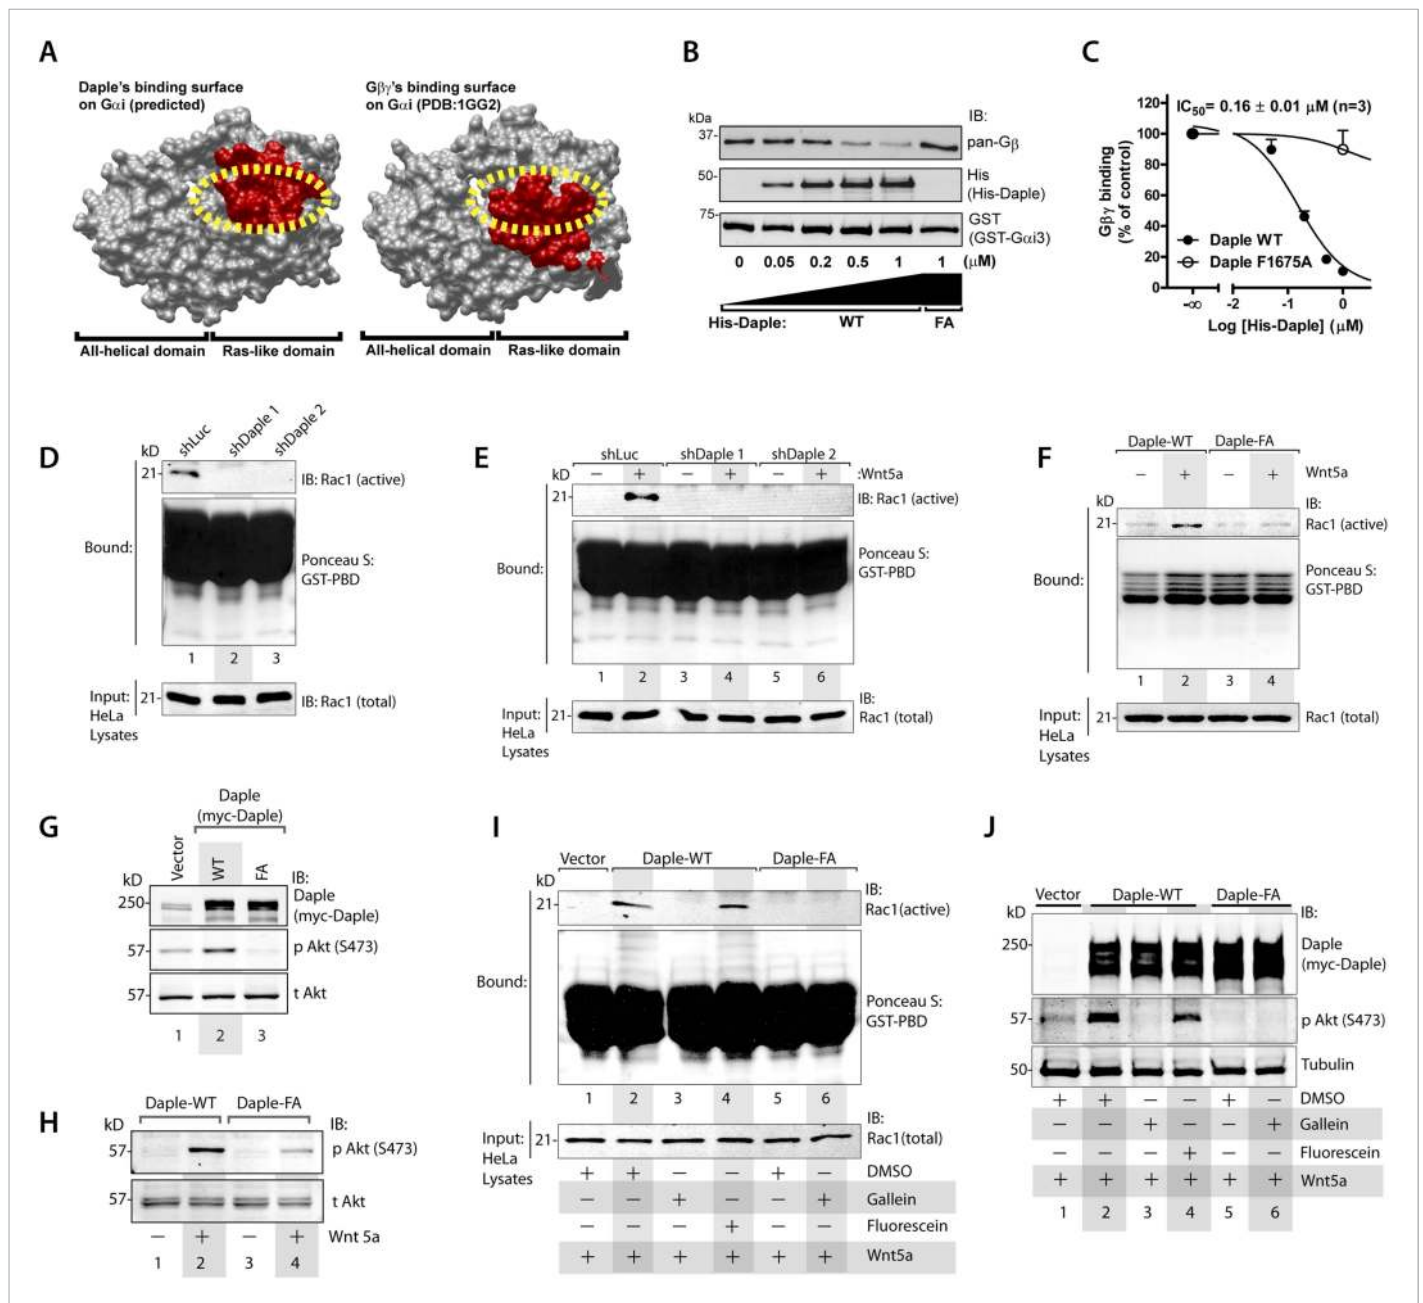 A
Daple's binding surface
on Gαi (predicted)
Gβγ's binding surface
on Gαi (PDB:1GG2)
All-helical domain Ras-like domain
All-helical domain Ras-like domain
B
kDa
IB:
37-
pan-Gβ
50-
His
(His-Daple)
75-
GST
(GST-Gαi3)
0 0.05 0.2 0.5 1 1 (μM)
His-Daple: WT FA
C
IC50= 0.16 ± 0.01 μM (n=3)
Gβγ binding
(% of control)
120
100
80
60
40
20
0
Daple WT
Daple F1675A
-∞ -2 -1 0
Log [His-Daple] (μM)
D
kD
shLuc
shDaple 1
shDaple 2
21-
IB: Rac1 (active)
Bound:
Ponceau S:
GST-PBD
1 2 3
Input:
HeLa
Lysates
21-
IB: Rac1 (total)
E
shLuc shDaple 1 shDaple 2
kD
− + − + − + :Wnt5a
21-
IB: Rac1 (active)
Bound:
Ponceau S:
GST-PBD
1 2 3 4 5 6
IB:
Input:
HeLa
Lysates
21-
Rac1 (total)
F
Daple-WT Daple-FA
− + − + Wnt5a
kD
IB:
21-
Rac1 (active)
Bound:
Ponceau S:
GST-PBD
1 2 3 4
IB:
Input:
HeLa
Lysates
21-
Rac1 (total)
G
Daple
(myc-Daple)
Vector
WT
FA
kD
IB:
250-
Daple
(myc-Daple)
57-
p Akt (S473)
57-
t Akt
1 2 3
H
Daple-WT Daple-FA
kD
IB:
57-
p Akt (S473)
57-
t Akt
− + − + Wnt 5a
1 2 3 4
I
Vector Daple-WT Daple-FA
kD
IB:
21-
Rac1(active)
Bound:
Ponceau S:
GST-PBD
1 2 3 4 5 6
IB:
Input:
HeLa
Lysates
21-
Rac1(total)
+ + − − + − DMSO
− − + − − + Gallein
− − − + − − Fluorescein
+ + + + + + Wnt5a
J
Vector Daple-WT Daple-FA
kD
IB:
250-
Daple
(myc-Daple)
57-
p Akt (S473)
50-
Tubulin
+ + − − + − DMSO
− − + − − + Gallein
− − − + − − Fluorescein
+ + + + + + Wnt5a
1 2 3 4 5 6